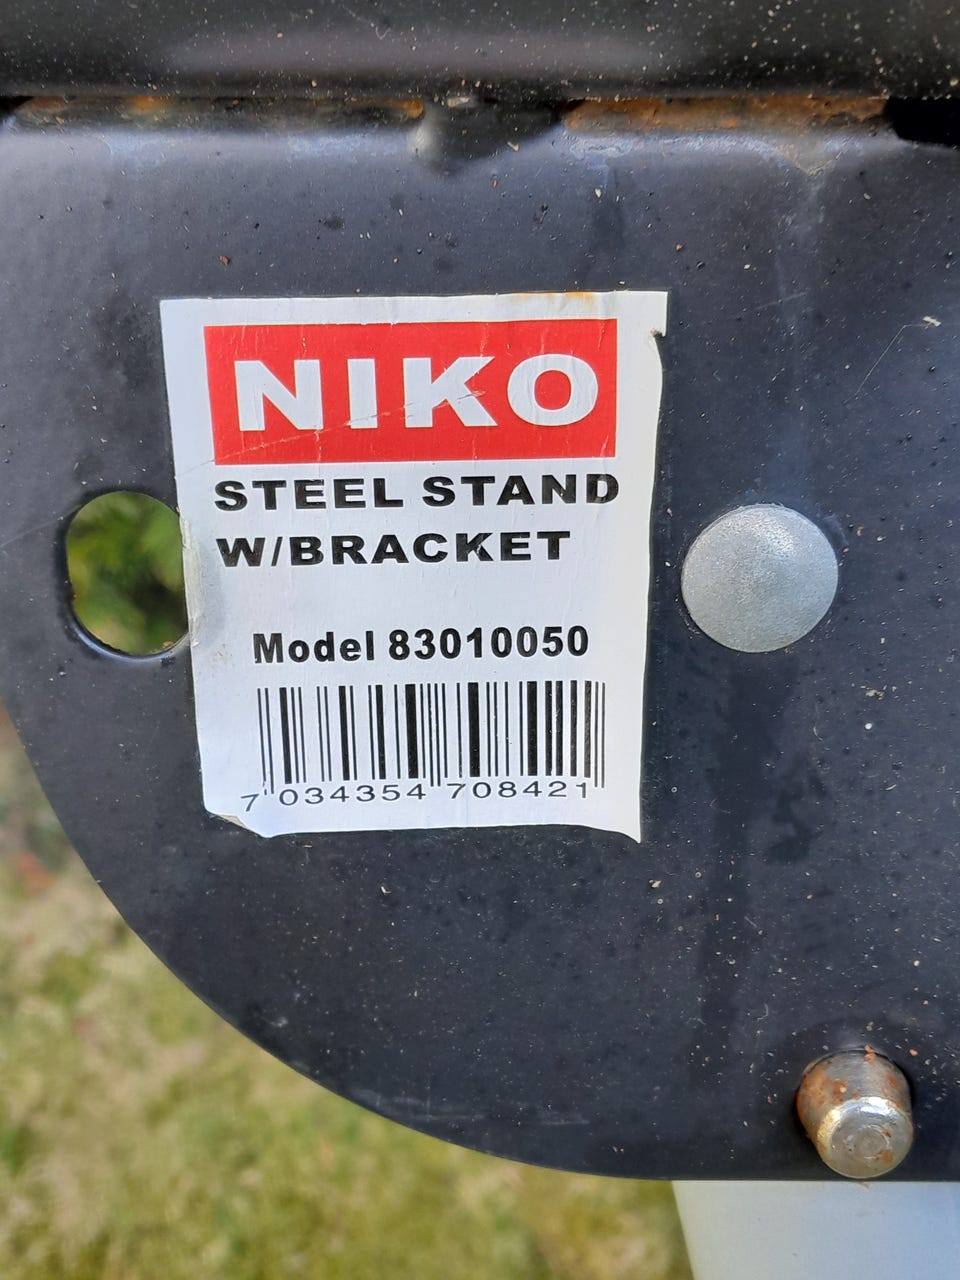 NIKO
STEEL STAND
W/BRACKET
Model 83010050
7 034354 708421